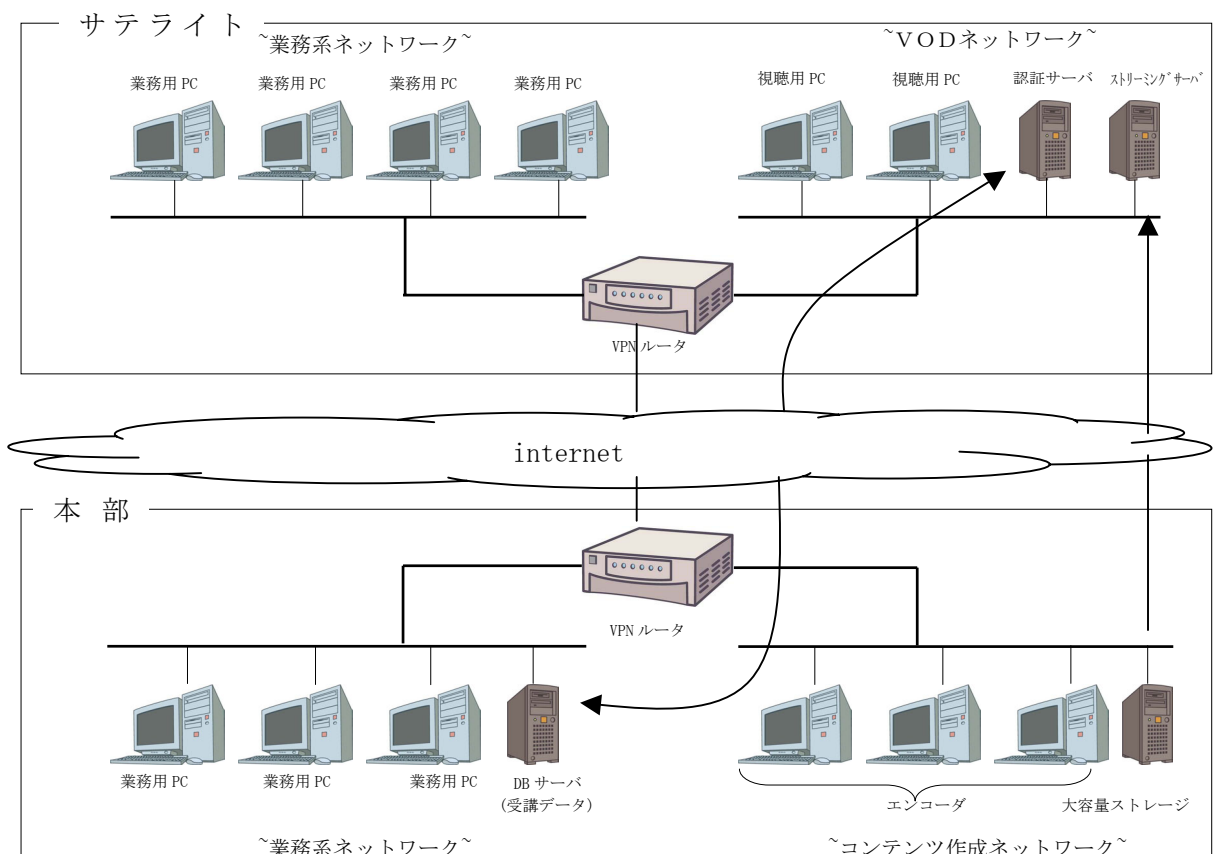 サテライト
~業務系ネットワーク~
~VODネットワーク~
業務用 PC
業務用 PC
業務用 PC
業務用 PC
視聴用 PC
視聴用 PC
認証サーバ
ストリーミングサーバ
VPN ルータ
internet
本 部
VPN ルータ
業務用 PC
業務用 PC
業務用 PC
DB サーバ
(受講データ)
エンコーダ
大容量ストレージ
~業務系ネットワーク~
~コンテンツ作成ネットワーク~